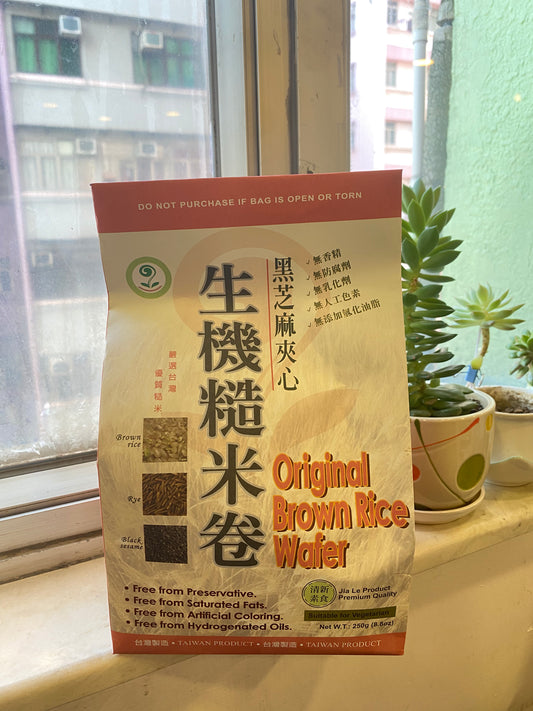 DO NOT PURCHASE IF BAG IS OPEN OR TORN
✓無香精
✓無防腐劑
✓無乳化劑
✓無人工色素
✓無添加氫化油脂
黑芝麻夾心
生機糙米卷
嚴選台灣
優質糙米
Brown
rice
Rye
Black
sesame
Original
Brown Rice
Wafer
• Free from Preservative.
• Free from Saturated Fats.
• Free from Artificial Coloring.
• Free from Hydrogenated Oils.
清新
素食
Jia Le Product
Premium Quality
Suitable for Vegetarian
Net W.T.: 250g (8.8oz)
台灣製造・TAIWAN PRODUCT・台灣製造・TAIWAN PRODUCT